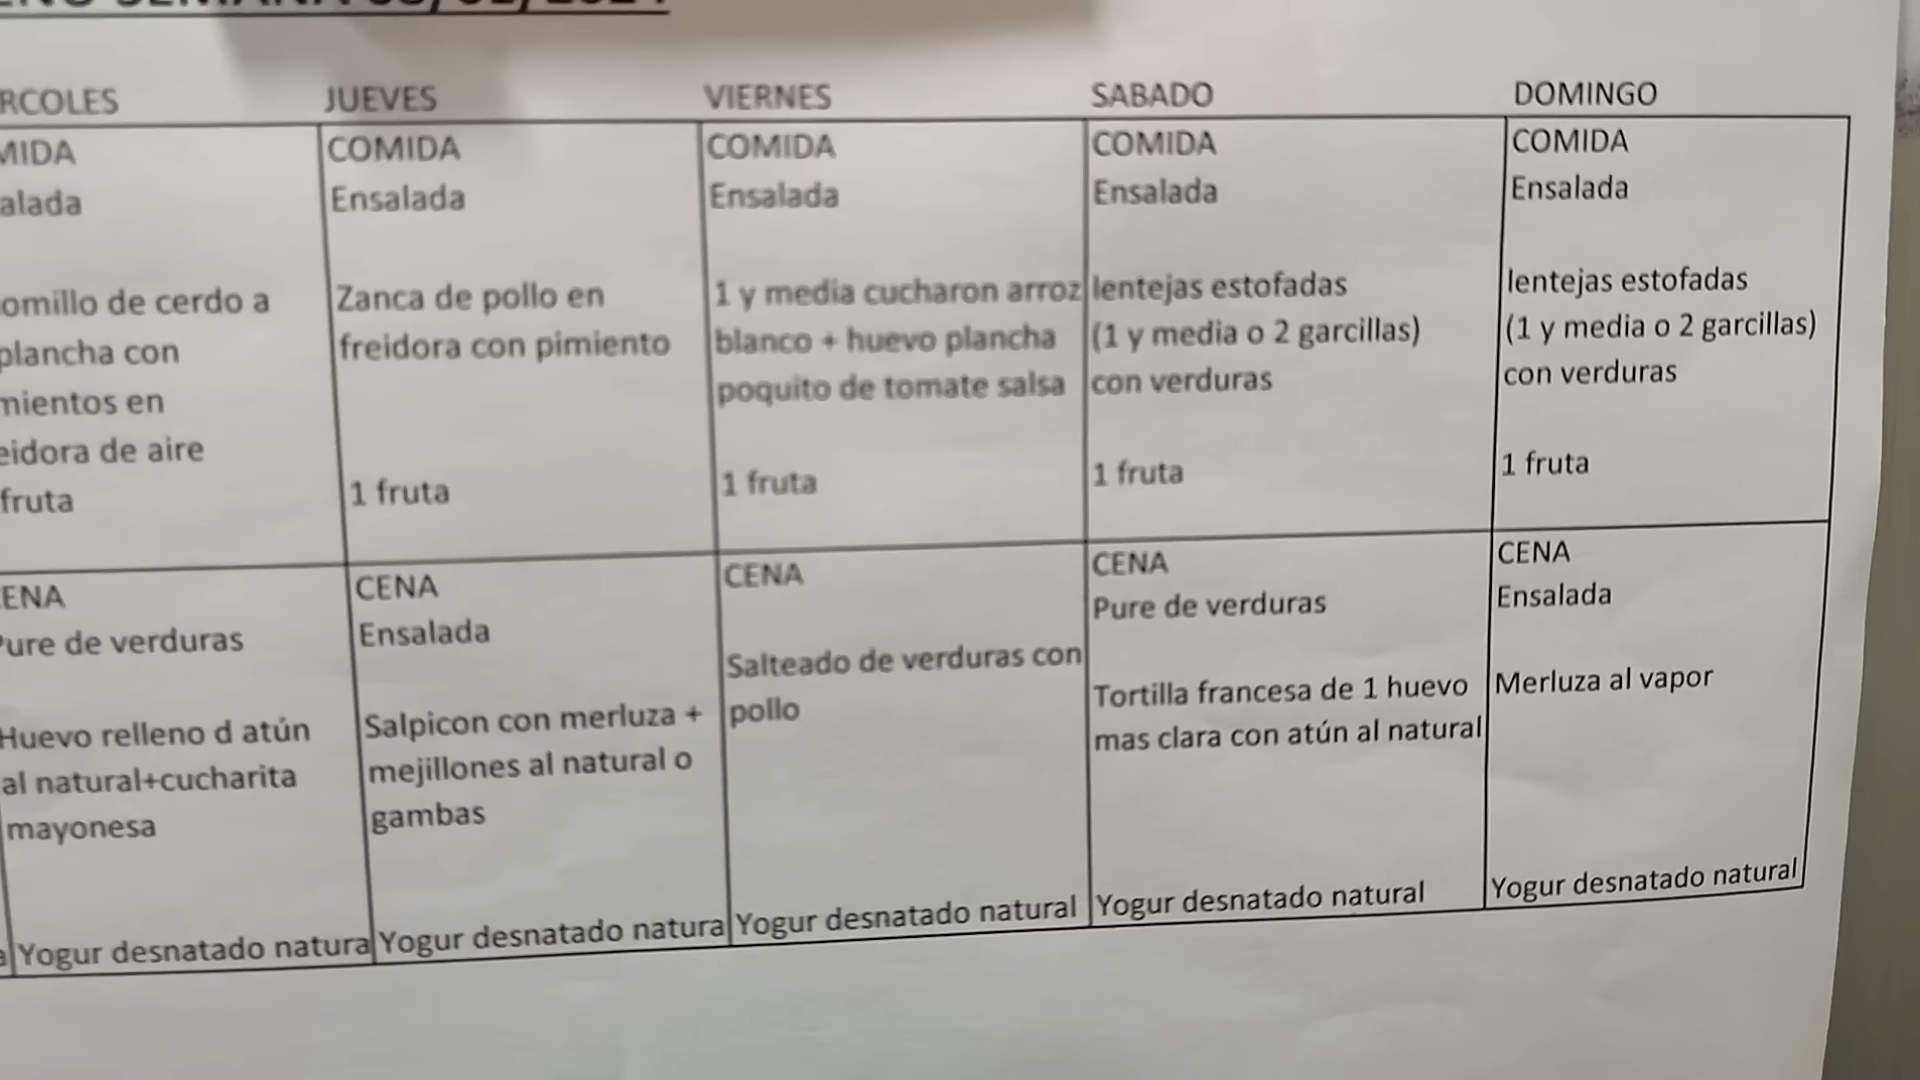 RCOLES
JUEVES
VIERNES
SABADO
DOMINGO
MIDA
alada
omillo de cerdo a
plancha con
mientos en
eidora de aire
fruta
COMIDA
Ensalada
Zanca de pollo en
freidora con pimiento
1 fruta
COMIDA
Ensalada
1 y media cucharon arroz
blanco + huevo plancha
poquito de tomate salsa
1 fruta
COMIDA
Ensalada
lentejas estofadas
(1 y media o 2 garcillas)
con verduras
1 fruta
COMIDA
Ensalada
lentejas estofadas
(1 y media o 2 garcillas)
con verduras
1 fruta
ENA
Pure de verduras
Huevo relleno d atún
al natural+cucharita
mayonesa
Yogur desnatado natura
CENA
Ensalada
Salpicon con merluza +
mejillones al natural o
gambas
Yogur desnatado natura
CENA
Salteado de verduras con
pollo
Yogur desnatado natural
CENA
Pure de verduras
Tortilla francesa de 1 huevo
mas clara con atún al natural
Yogur desnatado natural
CENA
Ensalada
Merluza al vapor
Yogur desnatado natural